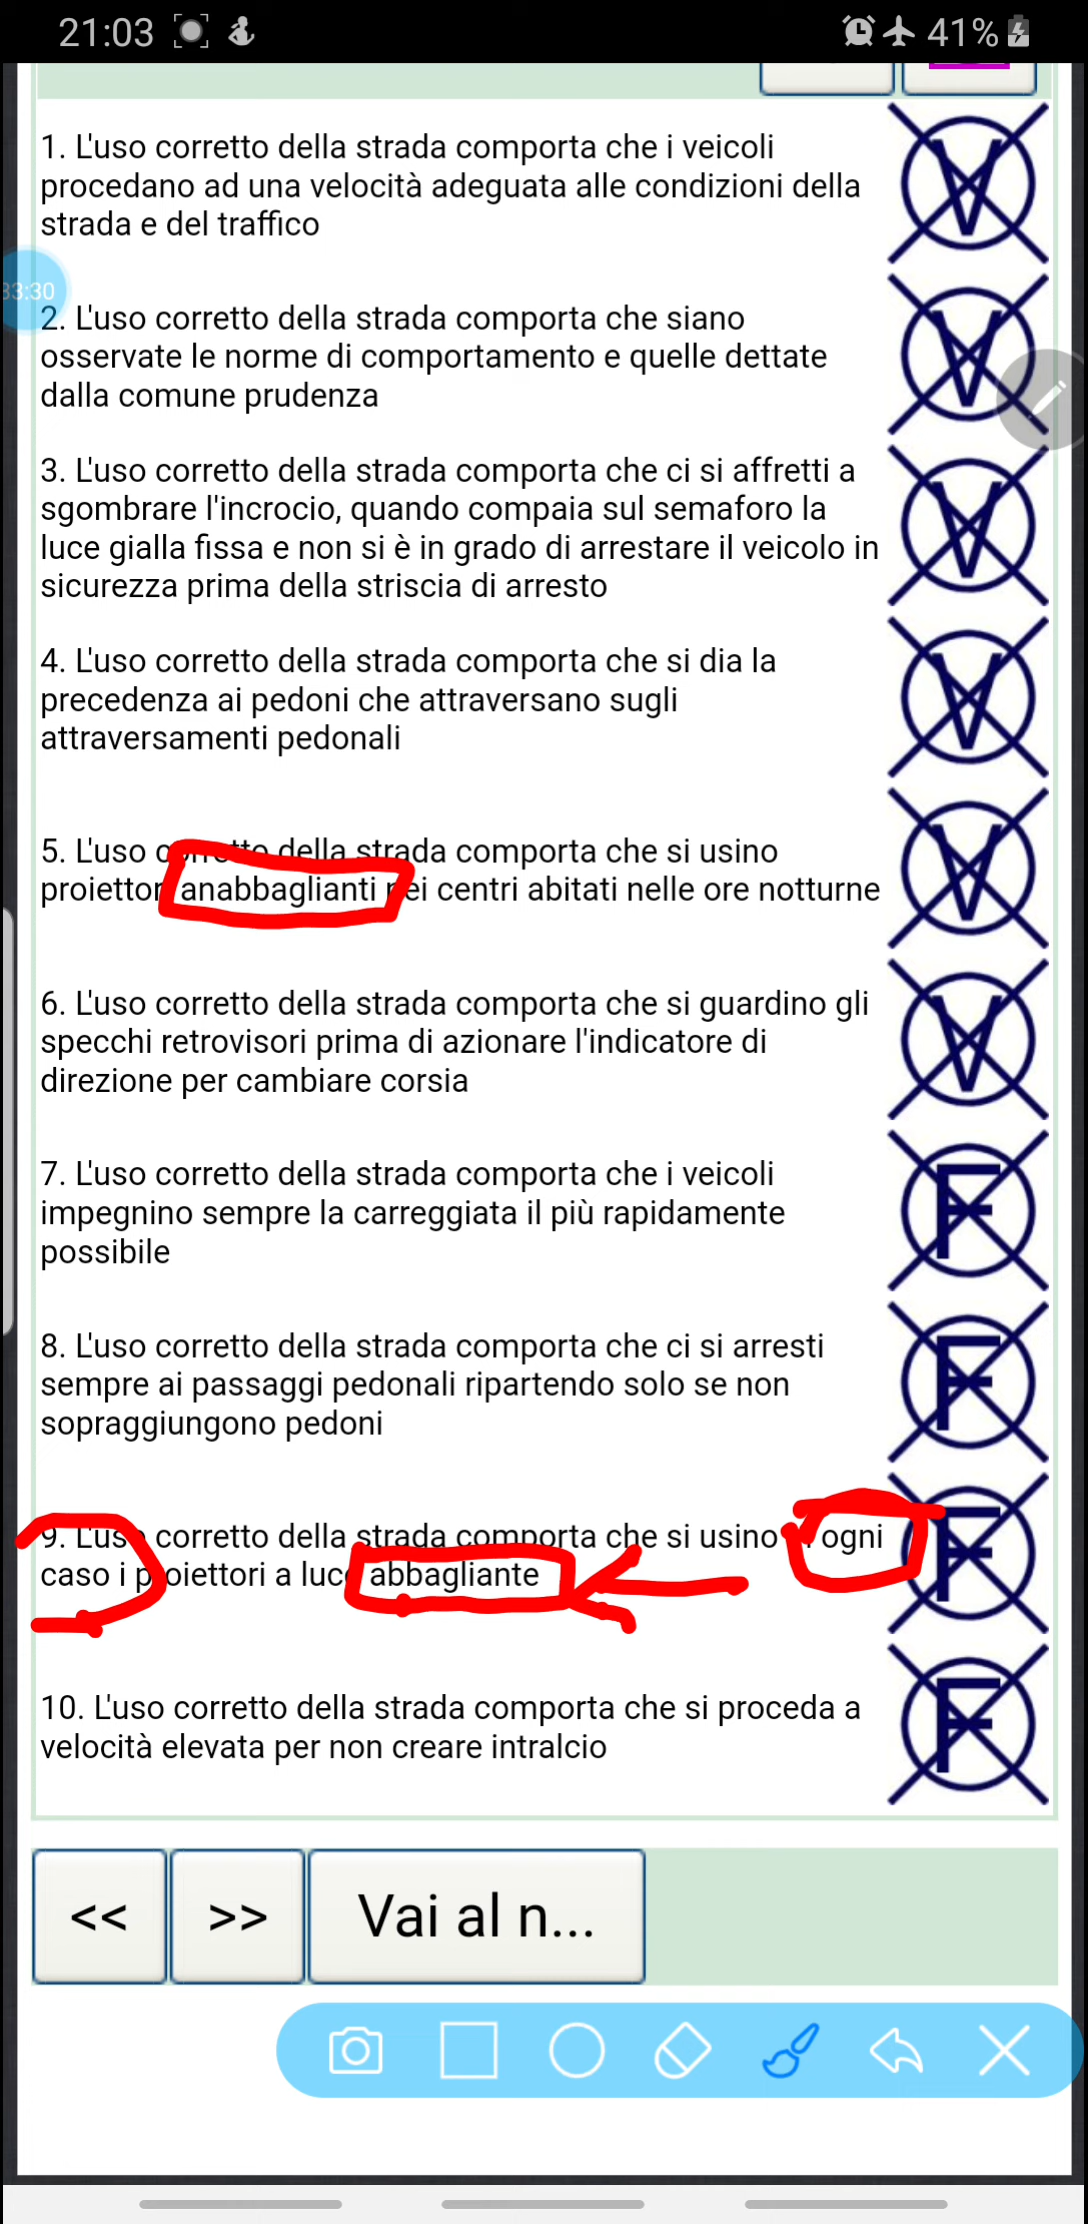 21:03
41%
1. L'uso corretto della strada comporta che i veicoli
procedano ad una velocità adeguata alle condizioni della
strada e del traffico
V
33:30
2. L'uso corretto della strada comporta che siano
osservate le norme di comportamento e quelle dettate
dalla comune prudenza
V
3. L'uso corretto della strada comporta che ci si affretti a
sgombrare l'incrocio, quando compaia sul semaforo la
luce gialla fissa e non si è in grado di arrestare il veicolo in
sicurezza prima della striscia di arresto
V
4. L'uso corretto della strada comporta che si dia la
precedenza ai pedoni che attraversano sugli
attraversamenti pedonali
V
5. L'uso corretto della strada comporta che si usino
proiettori anabbaglianti nei centri abitati nelle ore notturne
V
6. L'uso corretto della strada comporta che si guardino gli
specchi retrovisori prima di azionare l'indicatore di
direzione per cambiare corsia
V
7. L'uso corretto della strada comporta che i veicoli
impegnino sempre la carreggiata il più rapidamente
possibile
F
8. L'uso corretto della strada comporta che ci si arresti
sempre ai passaggi pedonali ripartendo solo se non
sopraggiungono pedoni
F
9. L'uso corretto della strada comporta che si usino ogni
caso i proiettori a luce abbagliante
F
10. L'uso corretto della strada comporta che si proceda a
velocità elevata per non creare intralcio
F
<< >> Vai al n...